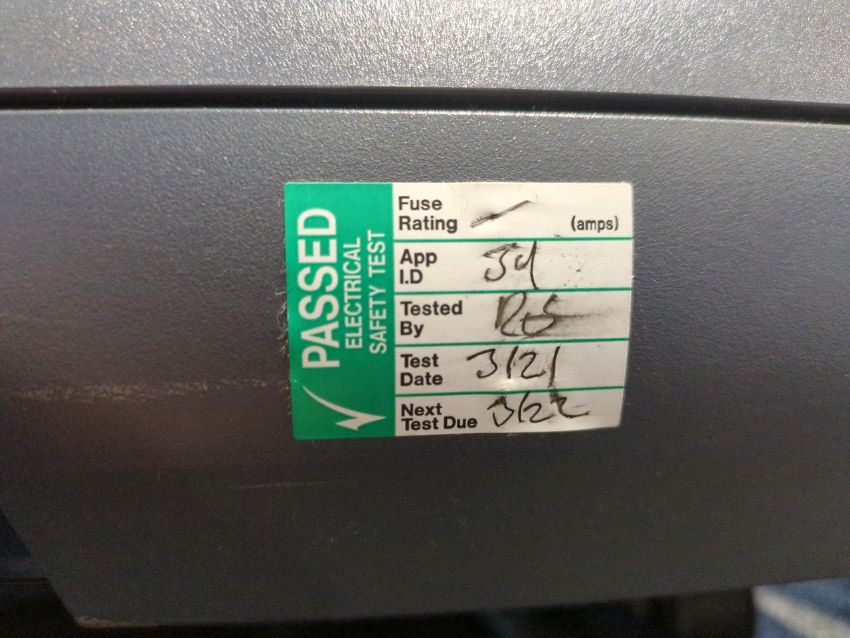 PASSED
ELECTRICAL
SAFETY TEST
Fuse
Rating — (amps)
App
I.D
Tested
By
Test
Date 3/21
Next
Test Due 3/22